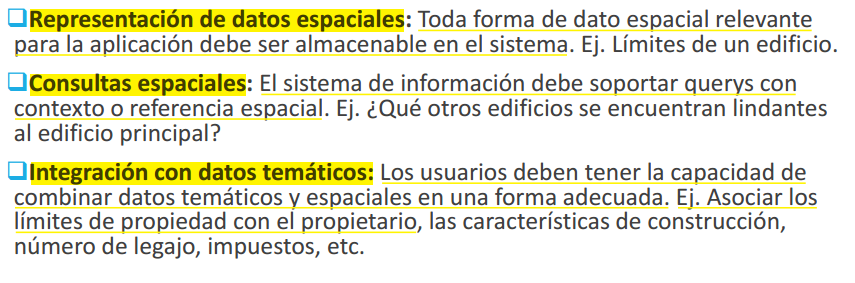 Representación de datos espaciales: Toda forma de dato espacial relevante
para la aplicación debe ser almacenable en el sistema. Ej. Límites de un edificio.
Consultas espaciales: El sistema de información debe soportar querys con
contexto o referencia espacial. Ej. ¿Qué otros edificios se encuentran lindantes
al edificio principal?
Integración con datos temáticos: Los usuarios deben tener la capacidad de
combinar datos temáticos y espaciales en una forma adecuada. Ej. Asociar los
límites de propiedad con el propietario, las características de construcción,
número de legajo, impuestos, etc.